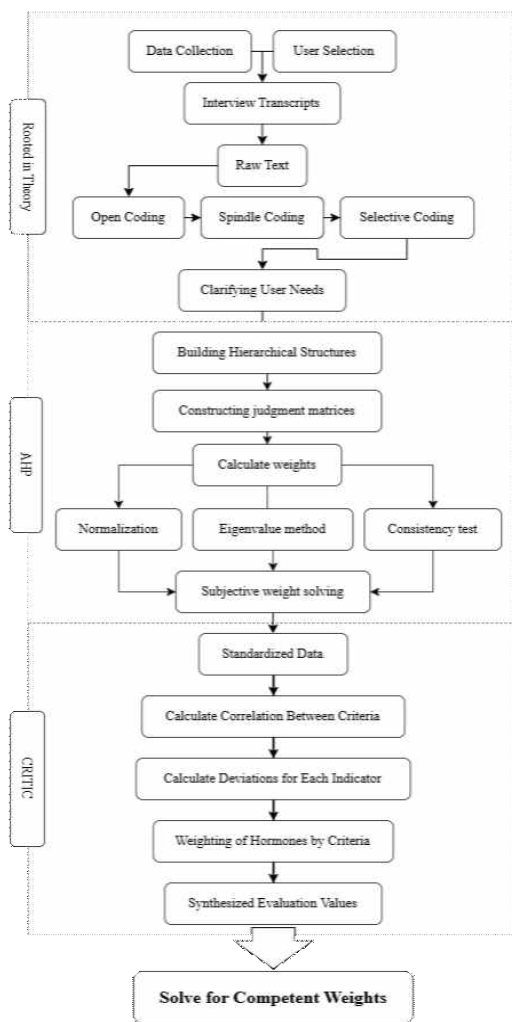 Data Collection
User Selection
Interview Transcripts
Raw Text
Rooted in Theory
Open Coding
Spindle Coding
Selective Coding
Clarifying User Needs
Building Hierarchical Structures
Constructing judgment matrices
AHP
Calculate weights
Normalization
Eigenvalue method
Consistency test
Subjective weight solving
Standardized Data
Calculate Correlation Between Criteria
CRITIC
Calculate Deviations for Each Indicator
Weighting of Hormones by Criteria
Synthesized Evaluation Values
Solve for Competent Weights